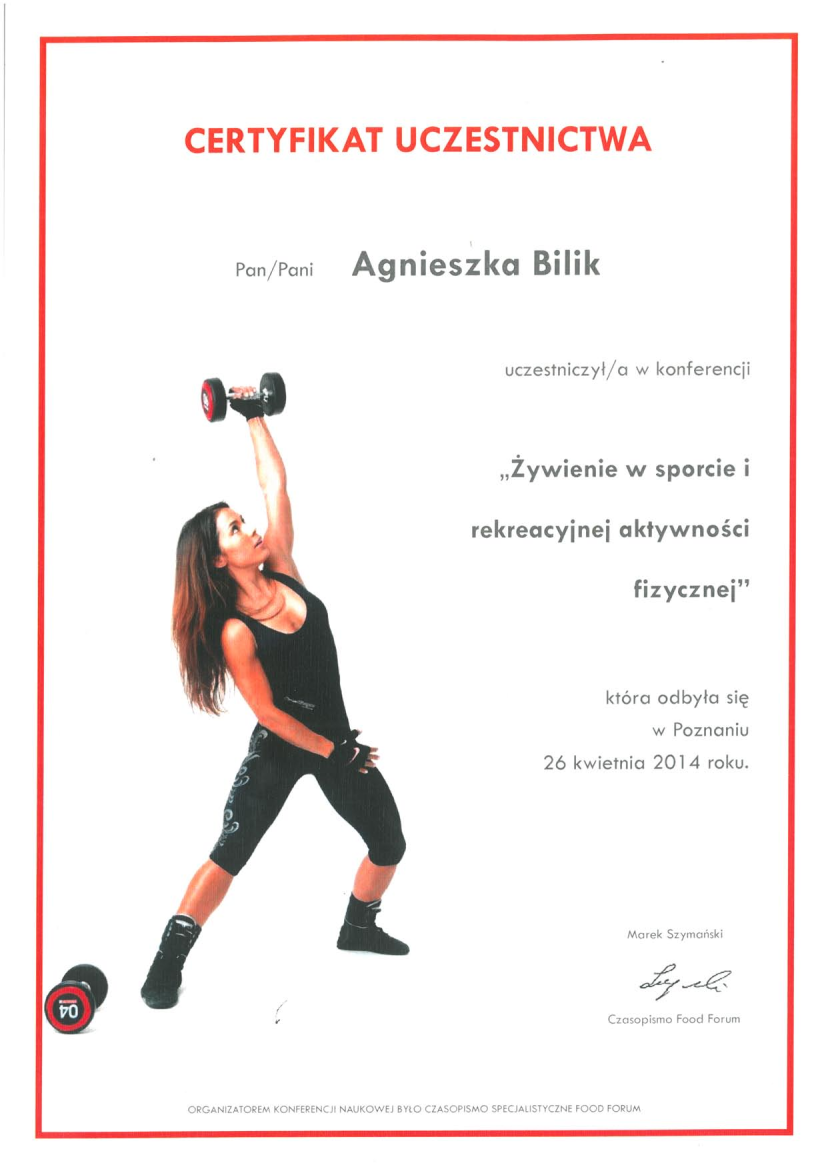 CERTYFIKAT UCZESTNICTWA
Pan/Pani Agnieszka Bilik
uczestniczył/a w konferencji
„Żywienie w sporcie i
rekreacyjnej aktywności
fizycznej”
która odbyła się
w Poznaniu
26 kwietnia 2014 roku.
Marek Szymański
Czasopismo Food Forum
04
ORGANIZATOREM KONFERENCJI NAUKOWEJ BYŁO CZASOPISMO SPECJALISTYCZNE FOOD FORUM